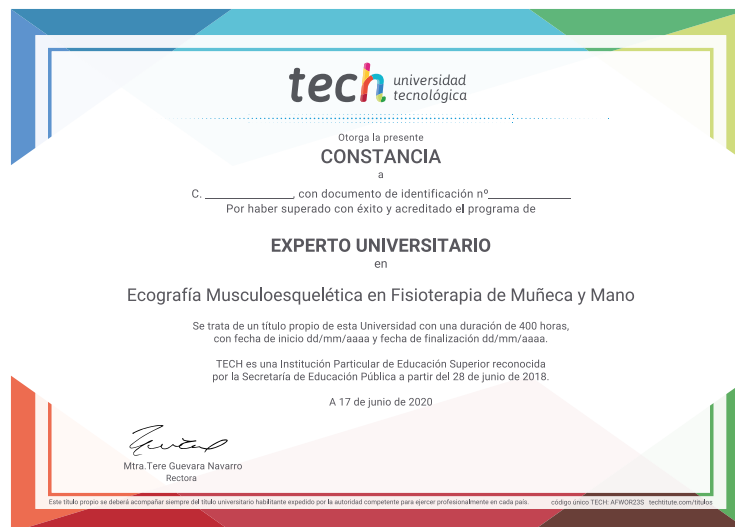 tech universidad
tecnológica
Otorga la presente
CONSTANCIA
a
C. ______________, con documento de identificación nº______________
Por haber superado con éxito y acreditado el programa de
EXPERTO UNIVERSITARIO
en
Ecografía Musculoesquelética en Fisioterapia de Muñeca y Mano
Se trata de un título propio de esta Universidad con una duración de 400 horas,
con fecha de inicio dd/mm/aaaa y fecha de finalización dd/mm/aaaa.
TECH es una Institución Particular de Educación Superior reconocida
por la Secretaría de Educación Pública a partir del 28 de junio de 2018.
A 17 de junio de 2020
Mtra.Tere Guevara Navarro
Rectora
Este título propio se deberá acompañar siempre del título universitario habilitante expedido por la autoridad competente para ejercer profesionalmente en cada país. código único TECH: AFWOR23S techtitute.com/titulos